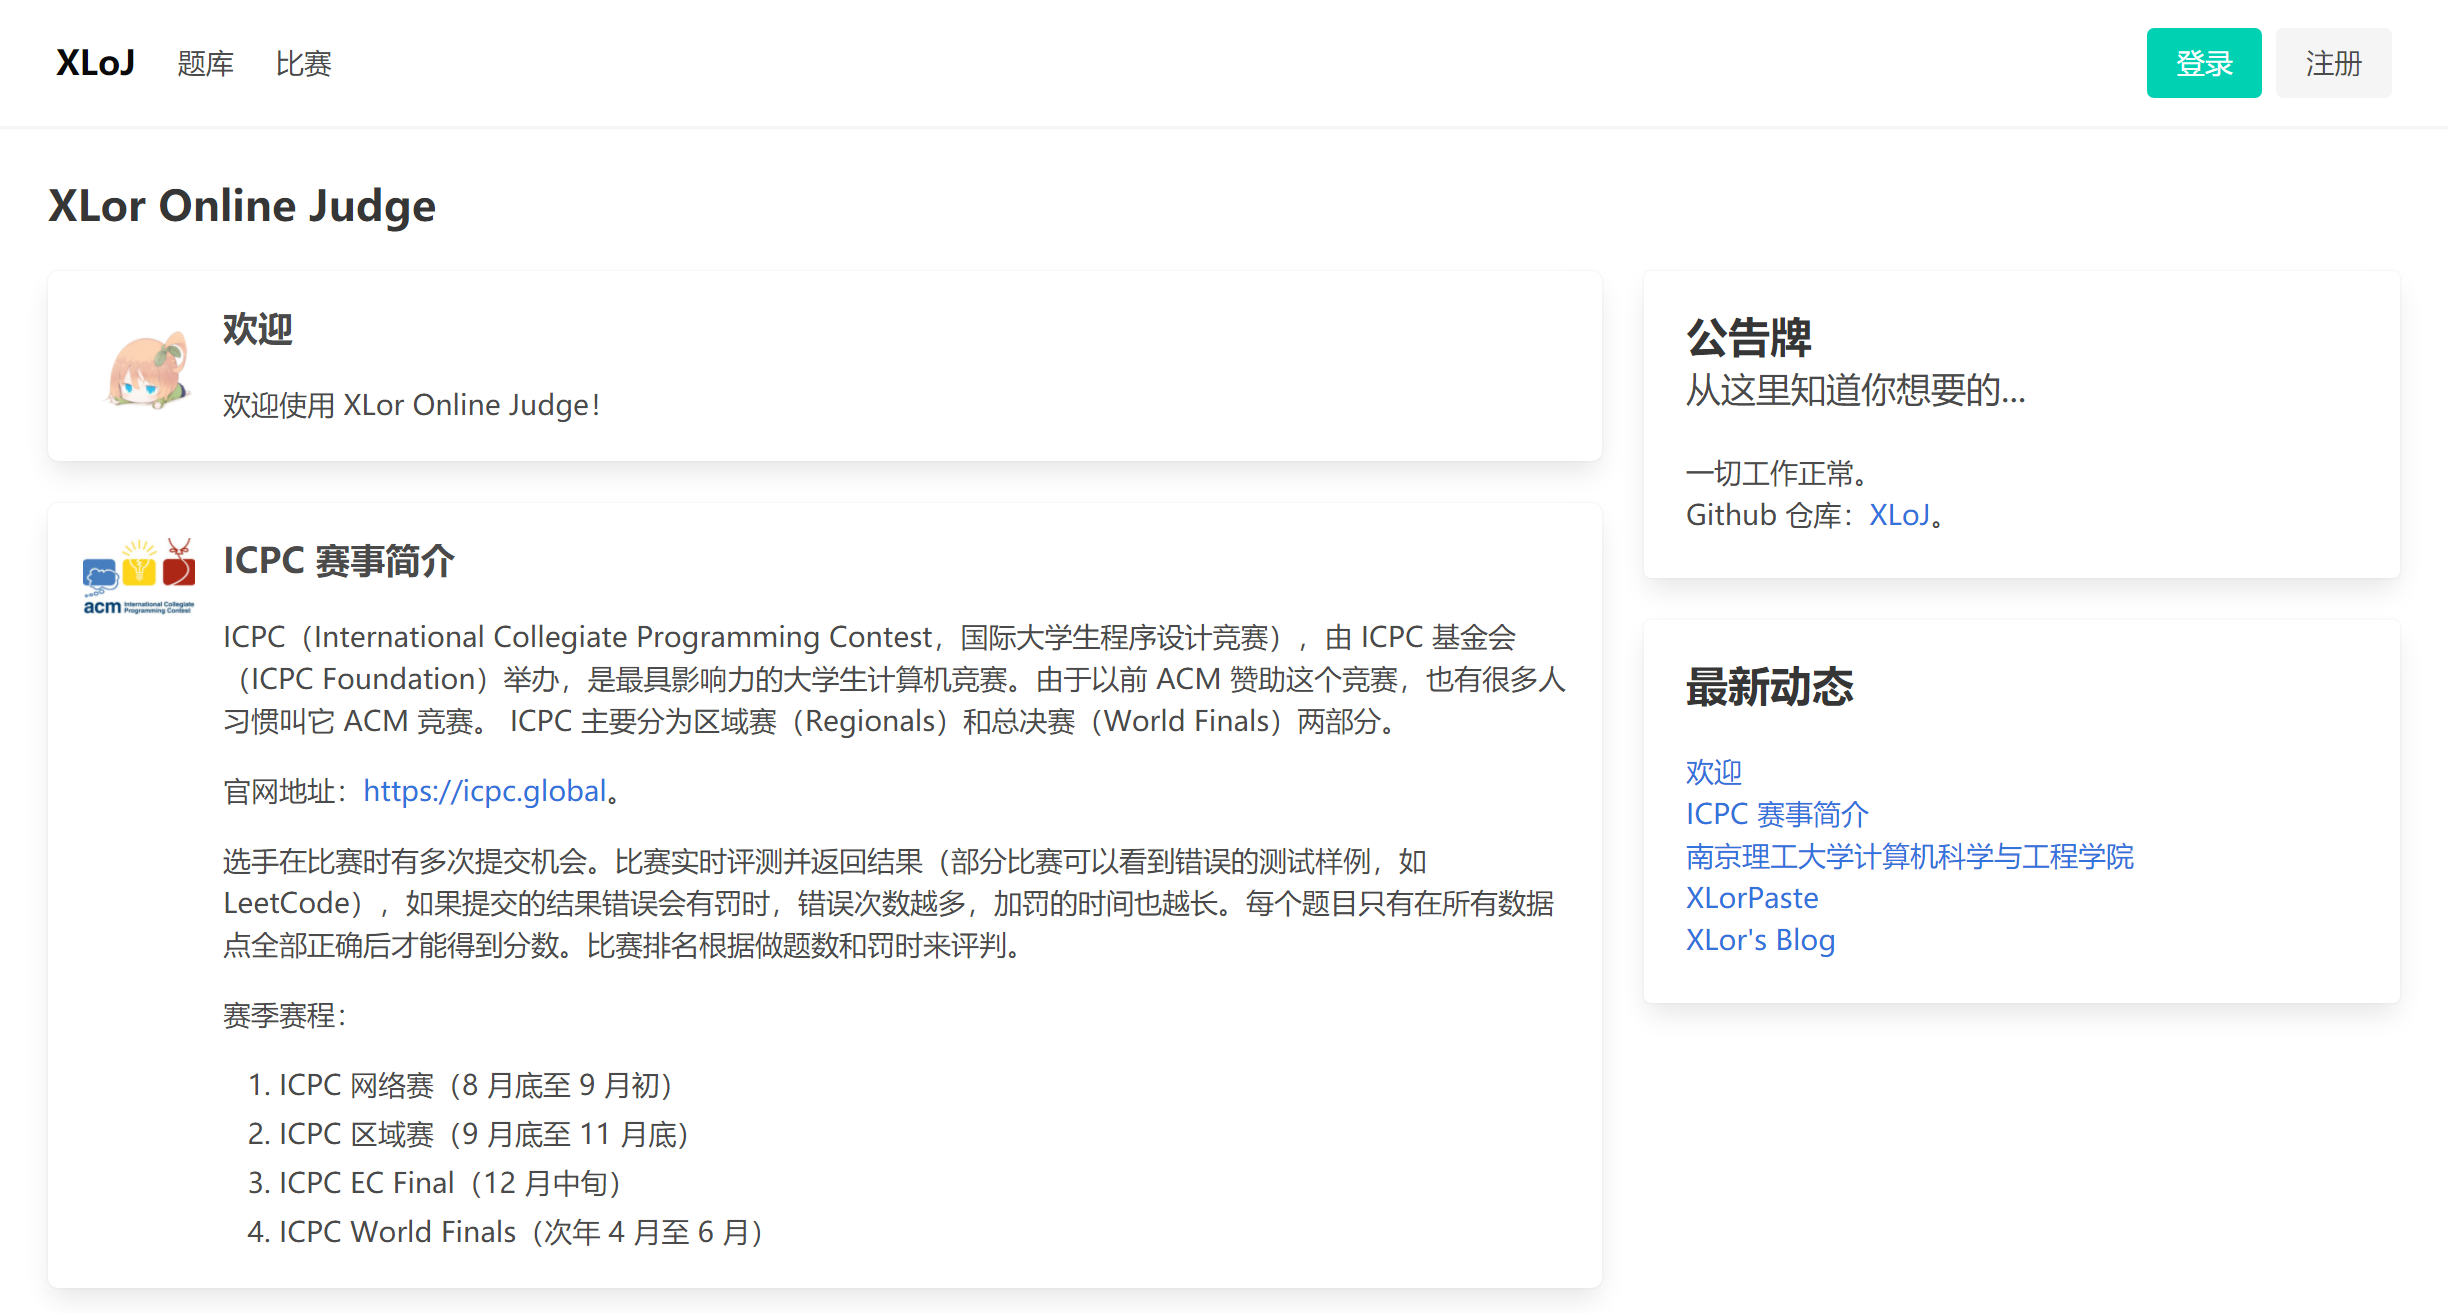 XLoJ 题库 比赛 登录 注册
XLor Online Judge
欢迎
欢迎使用 XLor Online Judge！
acm International Collegiate
Programming Contest
ICPC 赛事简介
ICPC（International Collegiate Programming Contest，国际大学生程序设计竞赛），由 ICPC 基金会
（ICPC Foundation）举办，是最具影响力的大学生计算机竞赛。由于以前 ACM 赞助这个竞赛，也有很多人
习惯叫它 ACM 竞赛。 ICPC 主要分为区域赛（Regionals）和总决赛（World Finals）两部分。
官网地址：https://icpc.global。
选手在比赛时有多次提交机会。比赛实时评测并返回结果（部分比赛可以看到错误的测试样例，如
LeetCode），如果提交的结果错误会有罚时，错误次数越多，加罚的时间也越长。每个题目只有在所有数据
点全部正确后才能得到分数。比赛排名根据做题数和罚时来评判。
赛季赛程：
1. ICPC 网络赛（8 月底至 9 月初）
2. ICPC 区域赛（9 月底至 11 月底）
3. ICPC EC Final（12 月中旬）
4. ICPC World Finals（次年 4 月至 6 月）
公告牌
从这里知道你想要的...
一切工作正常。
Github 仓库：XLoJ。
最新动态
欢迎
ICPC 赛事简介
南京理工大学计算机科学与工程学院
XLorPaste
XLor's Blog